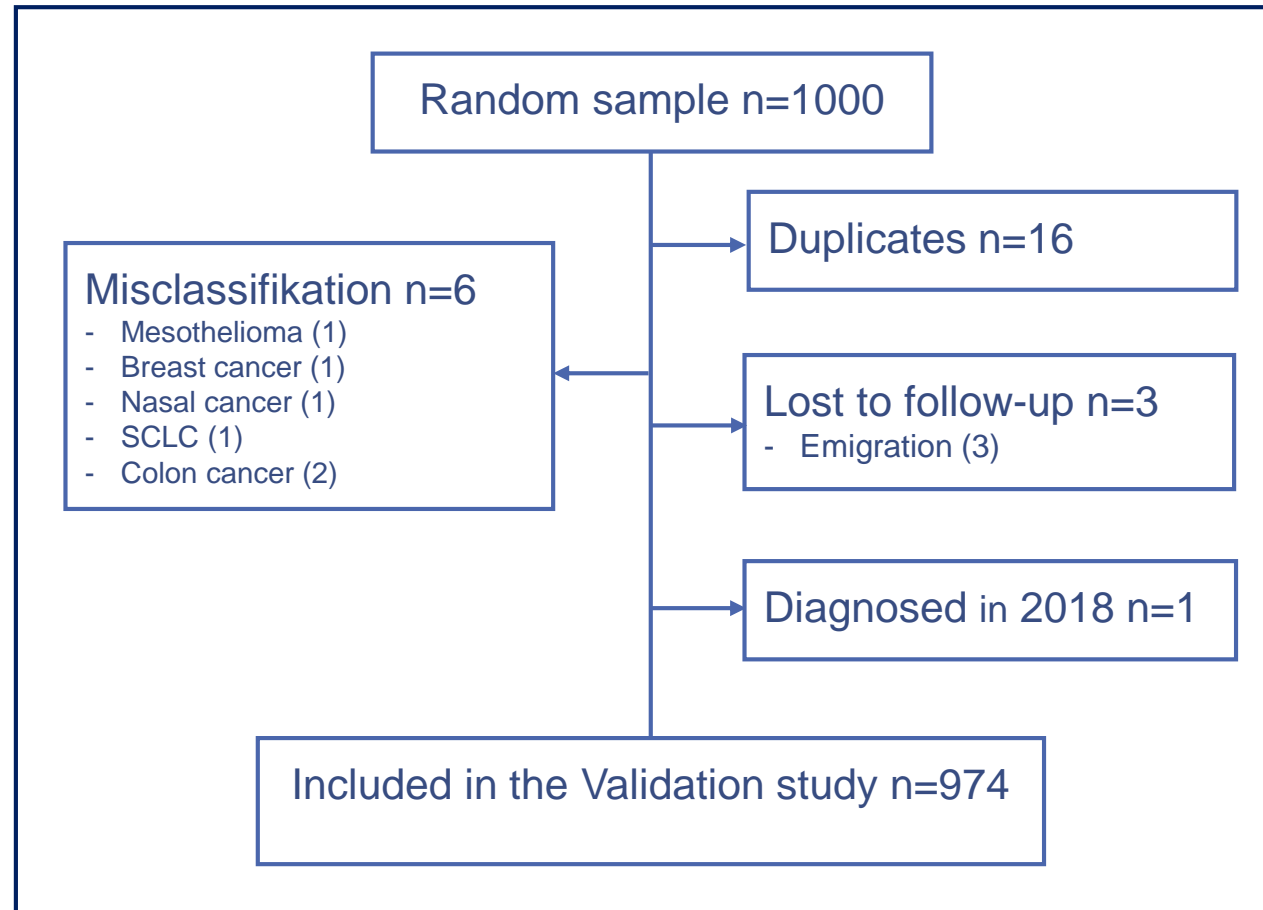 Random sample n=1000
Duplicates n=16
Misclassifikation n=6
- Mesothelioma (1)
- Breast cancer (1)
- Nasal cancer (1)
- SCLC (1)
- Colon cancer (2)
Lost to follow-up n=3
- Emigration (3)
Diagnosed in 2018 n=1
Included in the Validation study n=974